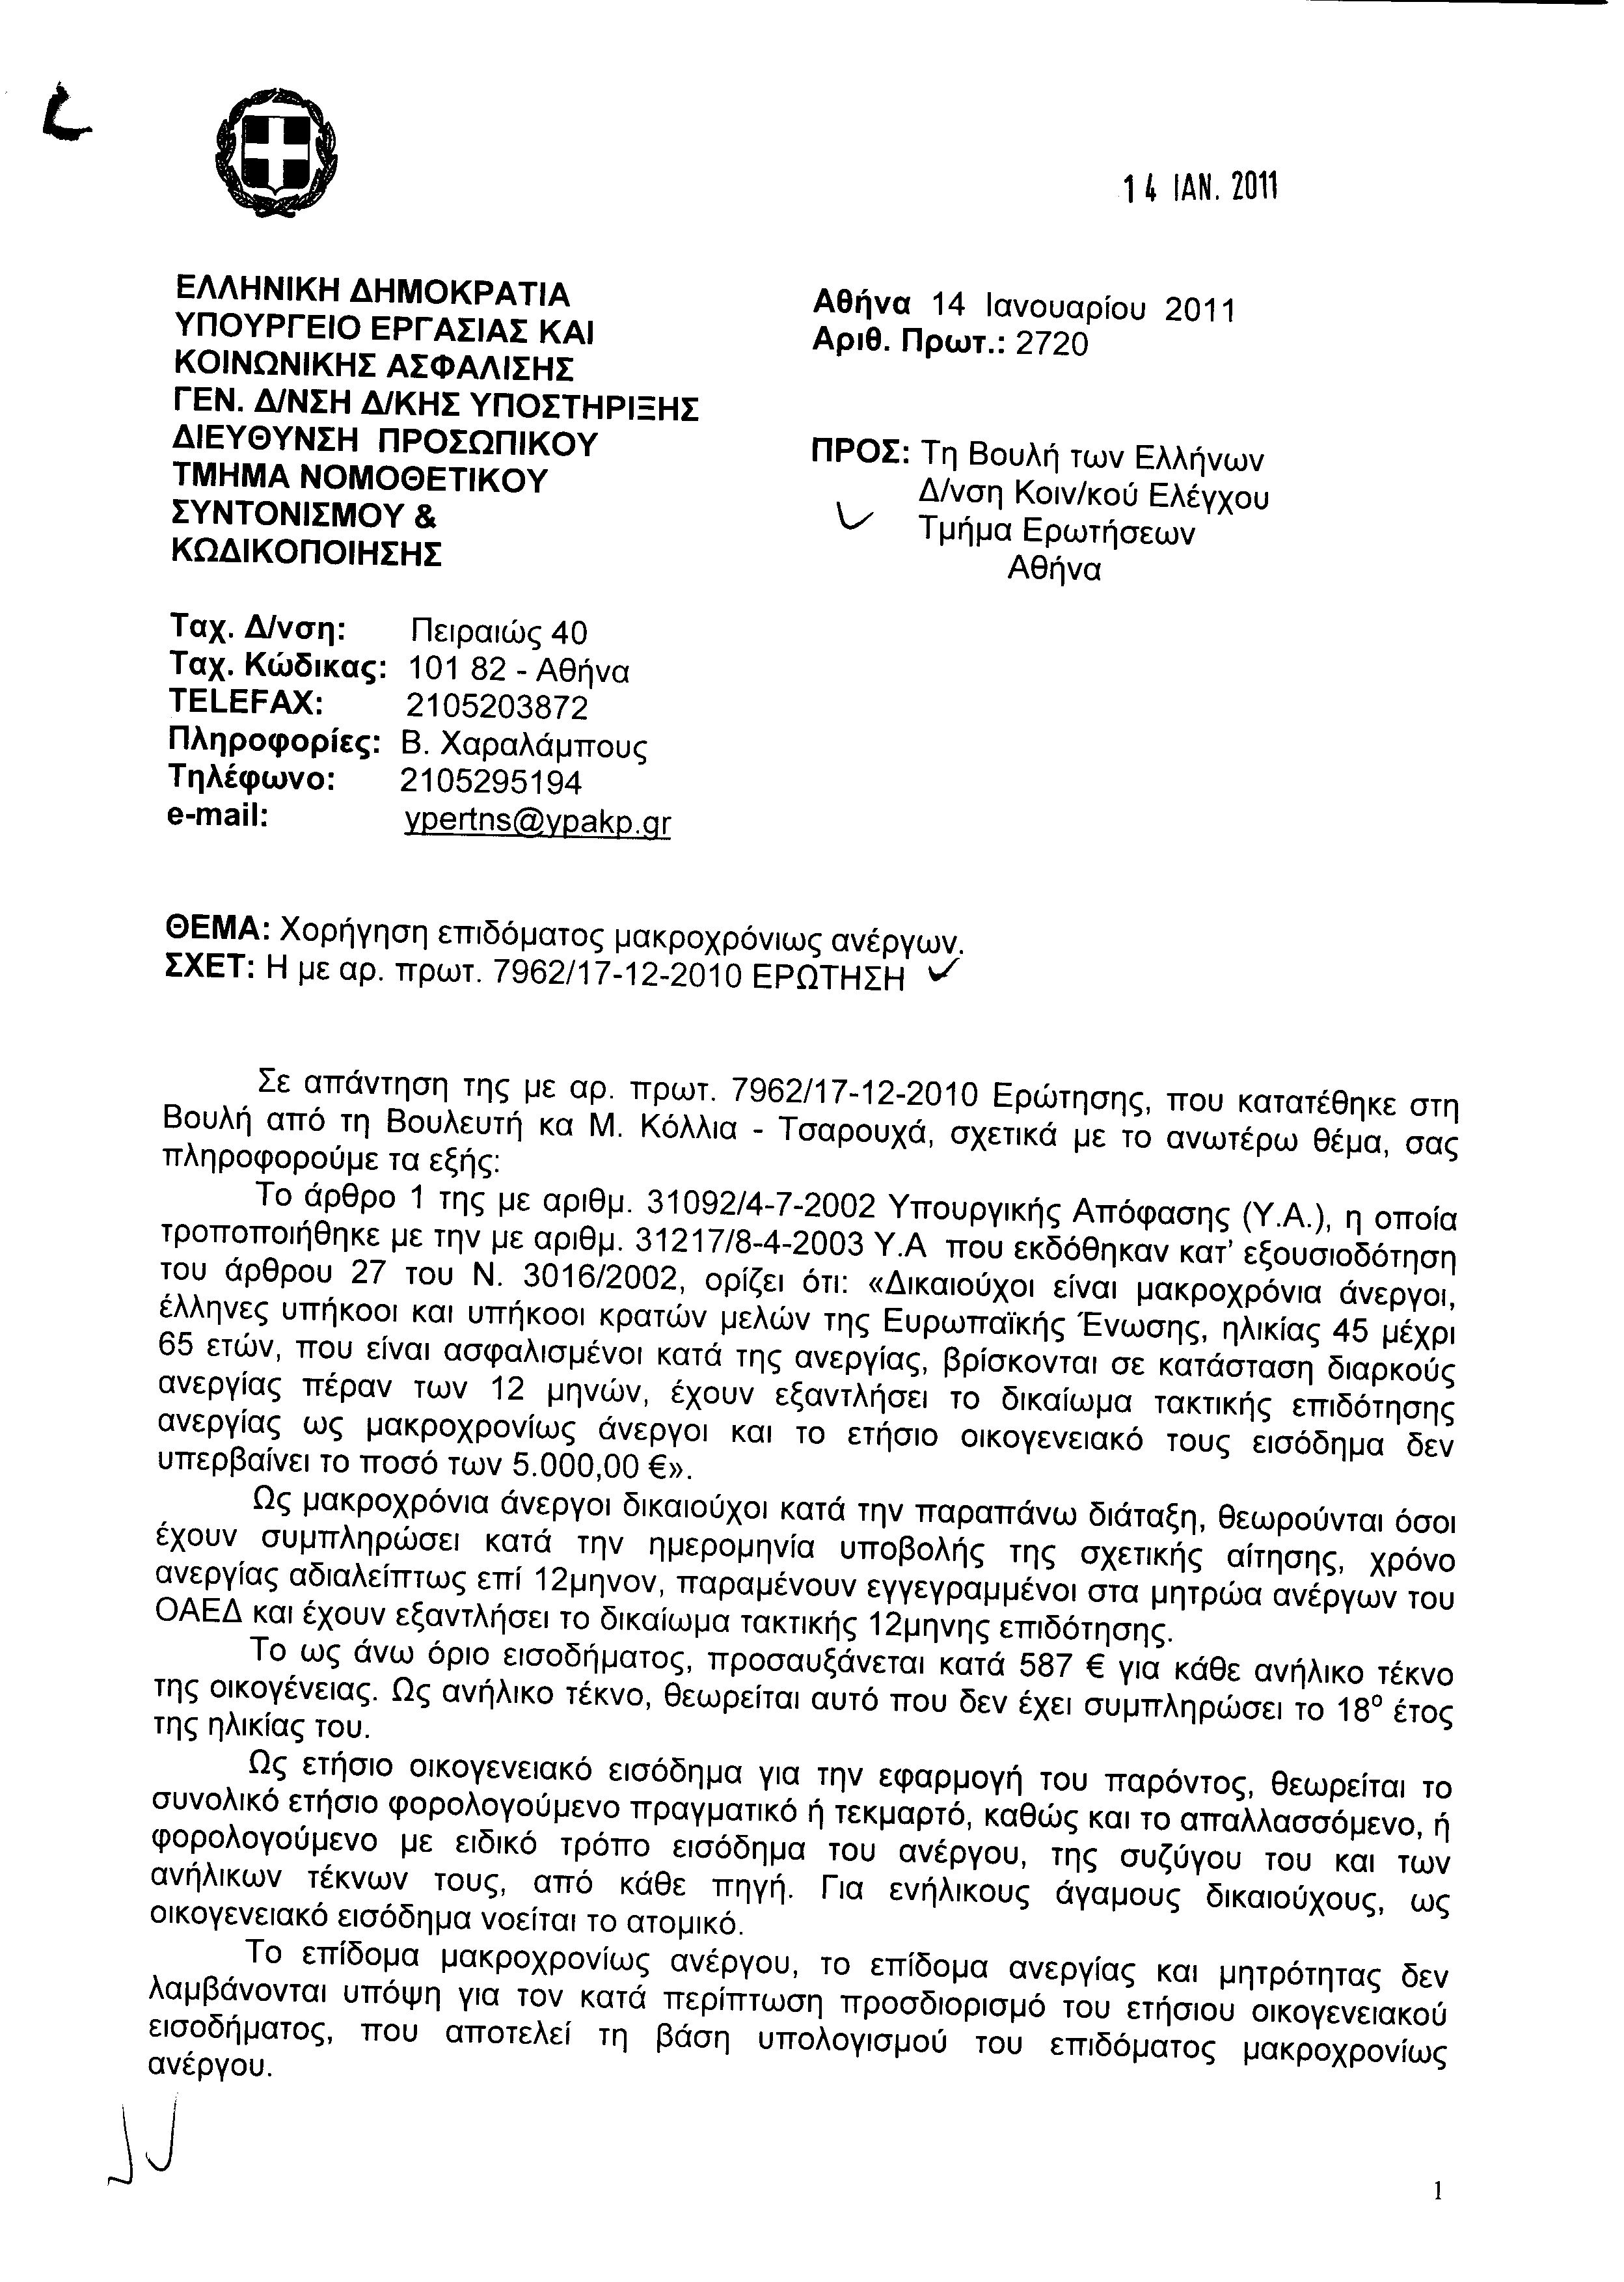 14 ΙΑΝ. 2011
ΕΛΛΗΝΙΚΗ ΔΗΜΟΚΡΑΤΙΑ
ΥΠΟΥΡΓΕΙΟ ΕΡΓΑΣΙΑΣ ΚΑΙ
ΚΟΙΝΩΝΙΚΗΣ ΑΣΦΑΛΙΣΗΣ
ΓΕΝ. Δ/ΝΣΗ Δ/ΚΗΣ ΥΠΟΣΤΗΡΙΞΗΣ
ΔΙΕΥΘΥΝΣΗ ΠΡΟΣΩΠΙΚΟΥ
ΤΜΗΜΑ ΝΟΜΟΘΕΤΙΚΟΥ
ΣΥΝΤΟΝΙΣΜΟΥ &
ΚΩΔΙΚΟΠΟΙΗΣΗΣ
Αθήνα 14 Ιανουαρίου 2011
Αριθ. Πρωτ.: 2720
ΠΡΟΣ: Τη Βουλή των Ελλήνων
Δ/νση Κοιν/κού Ελέγχου
Τμήμα Ερωτήσεων
Αθήνα
Ταχ. Δ/νση: Πειραιώς 40
Ταχ. Κώδικας: 101 82 - Αθήνα
TELEFAX: 2105203872
Πληροφορίες: Β. Χαραλάμπους
Τηλέφωνο: 2105295194
e-mail: ypertns@ypakp.gr
ΘΕΜΑ: Χορήγηση επιδόματος μακροχρόνιως ανέργων.
ΣΧΕΤ: Η με αρ. πρωτ. 7962/17-12-2010 ΕΡΩΤΗΣΗ
Σε απάντηση της με αρ. πρωτ. 7962/17-12-2010 Ερώτησης, που κατατέθηκε στη
Βουλή από τη Βουλευτή κα Μ. Κόλλια - Τσαρουχά, σχετικά με το ανωτέρω θέμα, σας
πληροφορούμε τα εξής:
Το άρθρο 1 της με αριθμ. 31092/4-7-2002 Υπουργικής Απόφασης (Υ.Α.), η οποία
τροποποιήθηκε με την με αριθμ. 31217/8-4-2003 Υ.Α που εκδόθηκαν κατ' εξουσιοδότηση
του άρθρου 27 του Ν. 3016/2002, ορίζει ότι: «Δικαιούχοι είναι μακροχρόνια άνεργοι,
έλληνες υπήκοοι και υπήκοοι κρατών μελών της Ευρωπαϊκής Ένωσης, ηλικίας 45 μέχρι
65 ετών, που είναι ασφαλισμένοι κατά της ανεργίας, βρίσκονται σε κατάσταση διαρκούς
ανεργίας πέραν των 12 μηνών, έχουν εξαντλήσει το δικαίωμα τακτικής επιδότησης
ανεργίας ως μακροχρονίως άνεργοι και το ετήσιο οικογενειακό τους εισόδημα δεν
υπερβαίνει το ποσό των 5.000,00 €».
Ως μακροχρόνια άνεργοι δικαιούχοι κατά την παραπάνω διάταξη, θεωρούνται όσοι
έχουν συμπληρώσει κατά την ημερομηνία υποβολής της σχετικής αίτησης, χρόνο
ανεργίας αδιαλείπτως επί 12μηνον, παραμένουν εγγεγραμμένοι στα μητρώα ανέργων του
ΟΑΕΔ και έχουν εξαντλήσει το δικαίωμα τακτικής 12μηνης επιδότησης.
Το ως άνω όριο εισοδήματος, προσαυξάνεται κατά 587 € για κάθε ανήλικο τέκνο
της οικογένειας. Ως ανήλικο τέκνο, θεωρείται αυτό που δεν έχει συμπληρώσει το 18ο έτος
της ηλικίας του.
Ως ετήσιο οικογενειακό εισόδημα για την εφαρμογή του παρόντος, θεωρείται το
συνολικό ετήσιο φορολογούμενο πραγματικό ή τεκμαρτό, καθώς και το απαλλασσόμενο, ή
φορολογούμενο με ειδικό τρόπο εισόδημα του ανέργου, της συζύγου του και των
ανήλικων τέκνων τους, από κάθε πηγή. Για ενήλικους άγαμους δικαιούχους, ως
οικογενειακό εισόδημα νοείται το ατομικό.
Το επίδομα μακροχρονίως ανέργου, το επίδομα ανεργίας και μητρότητας δεν
λαμβάνονται υπόψη για τον κατά περίπτωση προσδιορισμό του ετήσιου οικογενειακού
εισοδήματος, που αποτελεί τη βάση υπολογισμού του επιδόματος μακροχρονίως
ανέργου.
1